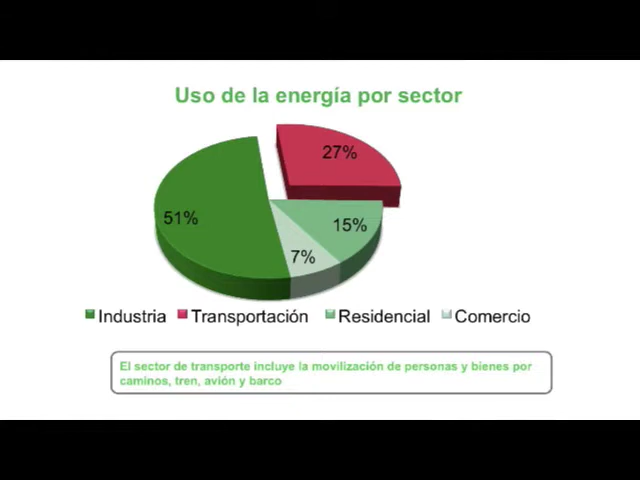 Uso de la energía por sector
27%
51%
15%
7%
Industria Transportación Residencial Comercio
El sector de transporte incluye la movilización de personas y bienes por
caminos, tren, avión y barco